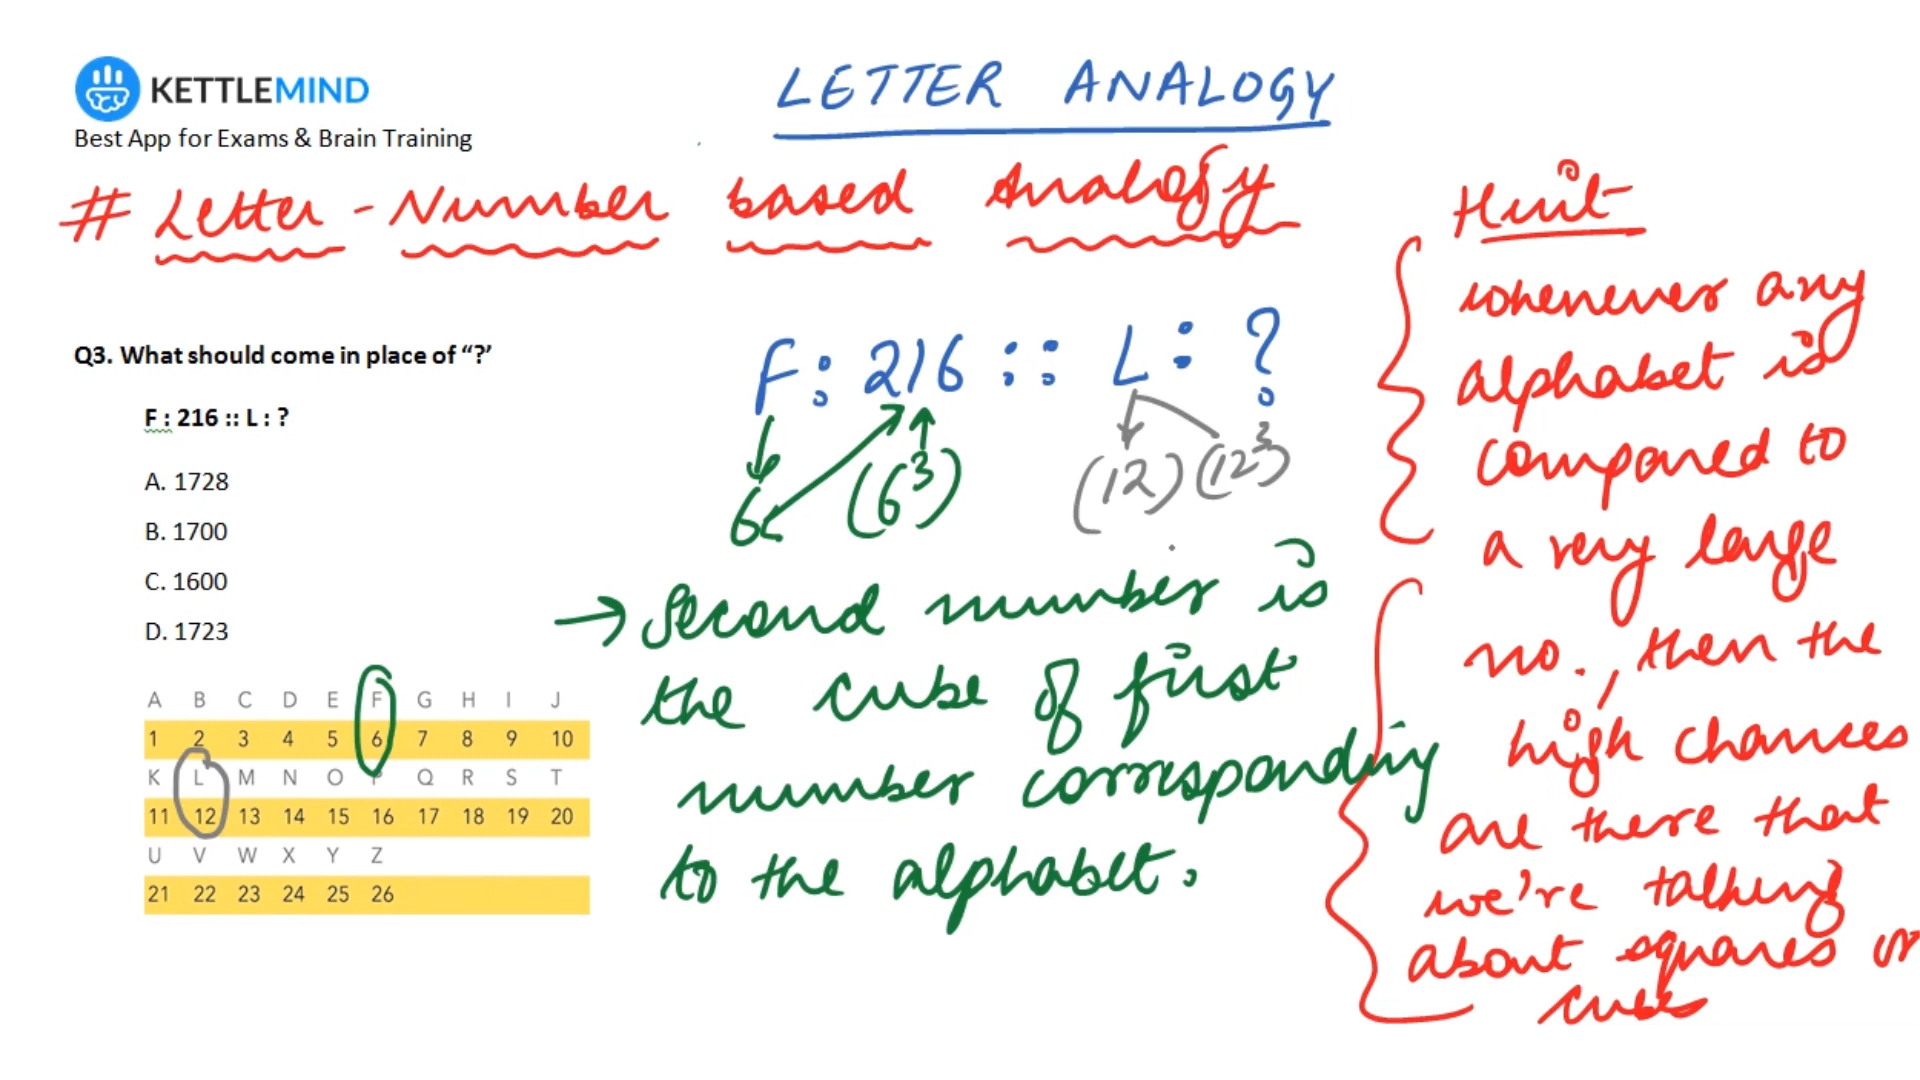 KETTLEMIND
Best App for Exams & Brain Training
LETTER ANALOGY
# Letter - Number based Analogy
Q3. What should come in place of “?’
F : 216 :: L : ?
A. 1728
B. 1700
C. 1600
D. 1723
A B C D E F G H I J
1 2 3 4 5 6 7 8 9 10
K L M N O P Q R S T
11 12 13 14 15 16 17 18 19 20
U V W X Y Z
21 22 23 24 25 26
F : 216 :: L : ?
6 (6³) (12) (12³)
→ Second number is
the cube of first
number corresponding
to the alphabet.
Hint
whenever any
alphabet is
compared to
a very large
no., then the
high chances
are there that
we're talking
about squares or
cubes